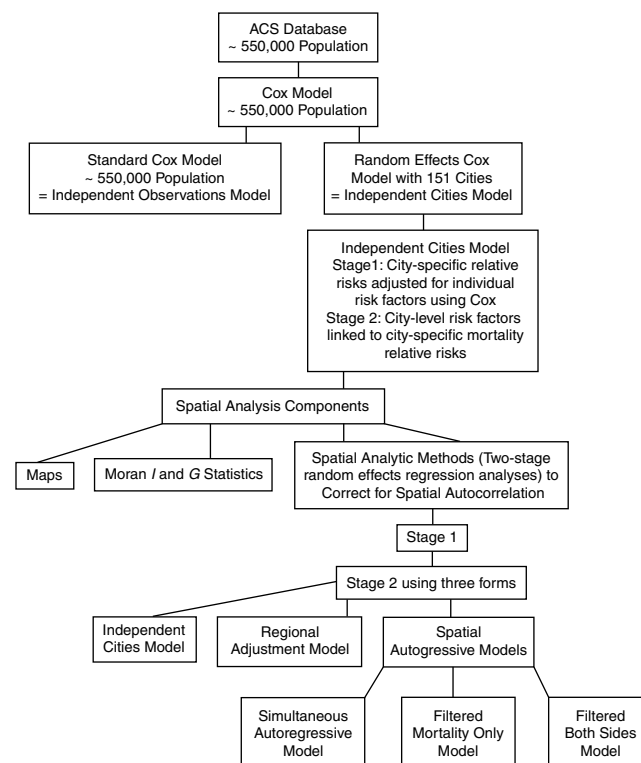 ACS Database
~ 550,000 Population
Cox Model
~ 550,000 Population
Standard Cox Model
~ 550,000 Population
= Independent Observations Model
Random Effects Cox
Model with 151 Cities
= Independent Cities Model
Independent Cities Model
Stage1: City-specific relative
risks adjusted for individual
risk factors using Cox
Stage 2: City-level risk factors
linked to city-specific mortality
relative risks
Spatial Analysis Components
Maps
Moran I and G Statistics
Spatial Analytic Methods (Two-stage
random effects regression analyses) to
Correct for Spatial Autocorrelation
Stage 1
Stage 2 using three forms
Independent
Cities Model
Regional
Adjustment Model
Spatial
Autogressive Models
Simultaneous
Autoregressive
Model
Filtered
Mortality Only
Model
Filtered
Both Sides
Model